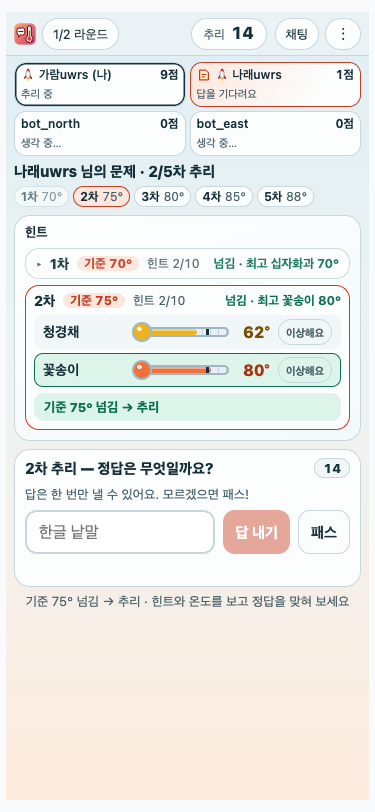 1/2 라운드
추리 14
채팅
⋮
가람uwrs (나) 9점
추리 중
나래uwrs 1점
답을 기다려요
bot_north 0점
생각 중…
bot_east 0점
생각 중…
나래uwrs 님의 문제 · 2/5차 추리
1차 70° 2차 75° 3차 80° 4차 85° 5차 88°
힌트
▸ 1차 기준 70° 힌트 2/10 넘김 · 최고 십자화과 70°
2차 기준 75° 힌트 2/10 넘김 · 최고 꽃송이 80°
청경채 62° 이상해요
꽃송이 80° 이상해요
기준 75° 넘김 → 추리
2차 추리 — 정답은 무엇일까요? 14
답은 한 번만 낼 수 있어요. 모르겠으면 패스!
한글 낱말 답 내기 패스
기준 75° 넘김 → 추리 · 힌트와 온도를 보고 정답을 맞혀 보세요